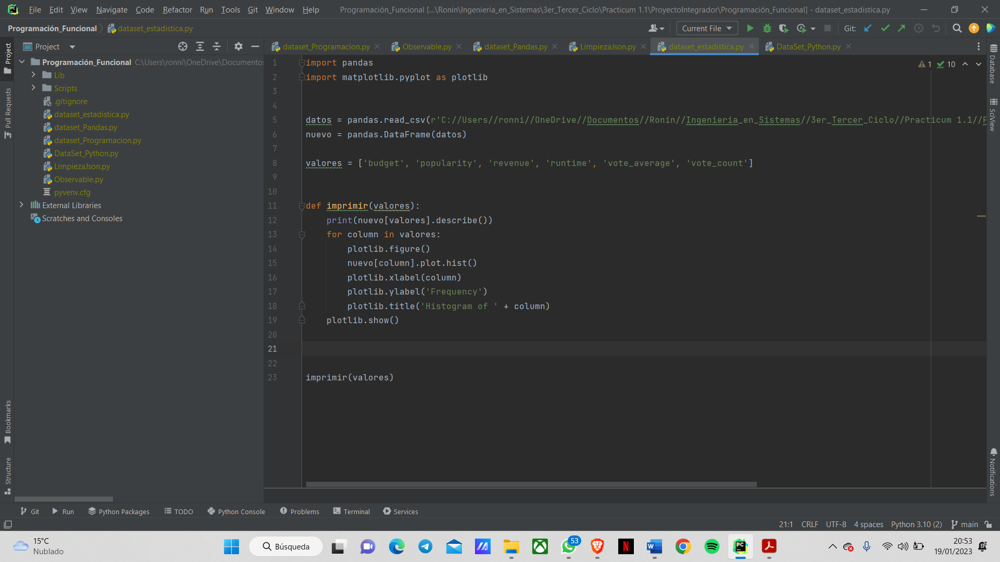 File Edit View Navigate Code Refactor Run Tools Git Window Help Programación_Funcional [...\Ronin\Ingenieria_en_Sistemas\3er_Tercer_Ciclo\Practicum 1.1\ProyectoIntegrador\Programación_Funcional] - dataset_estadistica.py
Programación_Funcional dataset_estadistica.py Current File Git:
Project
dataset_Programacion.py Observable.py dataset_Pandas.py LimpiezaJson.py dataset_estadistica.py DataSet_Python.py
Programación_Funcional C:\Users\ronni\OneDrive\Documentos
Lib
Scripts
.gitignore
dataset_estadistica.py
dataset_Pandas.py
dataset_Programacion.py
DataSet_Python.py
LimpiezaJson.py
Observable.py
pyvenv.cfg
External Libraries
Scratches and Consoles
Project
Pull Requests
Bookmarks
Structure
1 import pandas
2 import matplotlib.pyplot as plotlib
3
4
5 datos = pandas.read_csv(r'C://Users//ronni//OneDrive//Documentos//Ronin//Ingenieria_en_Sistemas//3er_Tercer_Ciclo//Practicum 1.1//P
6 nuevo = pandas.DataFrame(datos)
7
8 valores = ['budget', 'popularity', 'revenue', 'runtime', 'vote_average', 'vote_count']
9
10
11 def imprimir(valores):
12 print(nuevo[valores].describe())
13 for column in valores:
14 plotlib.figure()
15 nuevo[column].plot.hist()
16 plotlib.xlabel(column)
17 plotlib.ylabel('Frequency')
18 plotlib.title('Histogram of ' + column)
19 plotlib.show()
20
21
22
23 imprimir(valores)
1 10
Database
SciView
Notifications
Git Run Python Packages TODO Python Console Problems Terminal Services
21:1 CRLF UTF-8 4 spaces Python 3.10 (2) main
15°C
Nublado
Búsqueda
53
20:53
19/01/2023